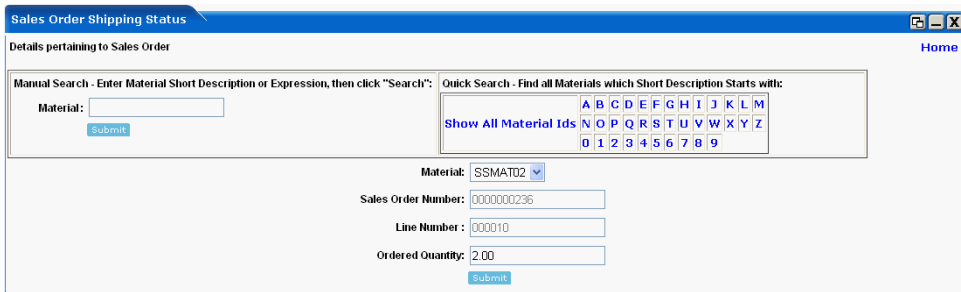 Sales Order Shipping Status
Details pertaining to Sales Order
Home
Manual Search - Enter Material Short Description or Expression, then click "Search":
Material:
Submit
Quick Search - Find all Materials which Short Description Starts with:
Show All Material Ids
A B C D E F G H I J K L M
N O P Q R S T U V W X Y Z
0 1 2 3 4 5 6 7 8 9
Material: SSMAT02
Sales Order Number: 0000000236
Line Number : 000010
Ordered Quantity: 2.00
Submit